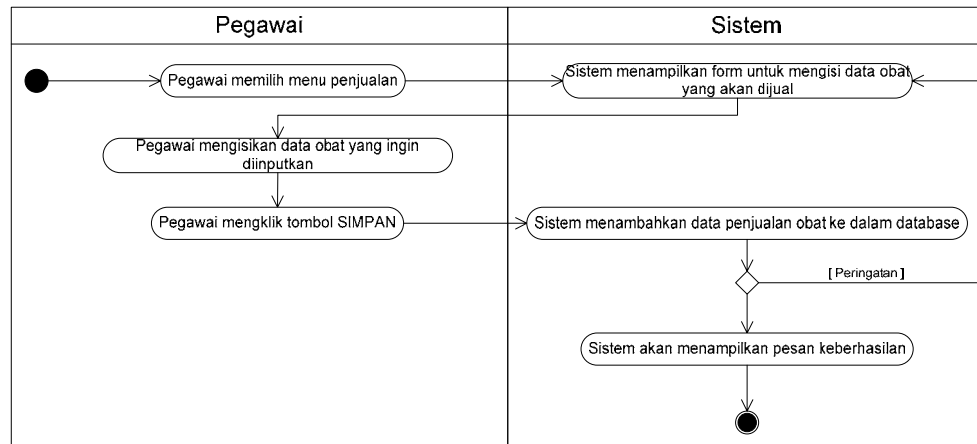 Pegawai
Sistem
Pegawai memilih menu penjualan
Sistem menampilkan form untuk mengisi data obat
yang akan dijual
Pegawai mengisikan data obat yang ingin
diinputkan
Pegawai mengklik tombol SIMPAN
Sistem menambahkan data penjualan obat ke dalam database
[ Peringatan ]
Sistem akan menampilkan pesan keberhasilan